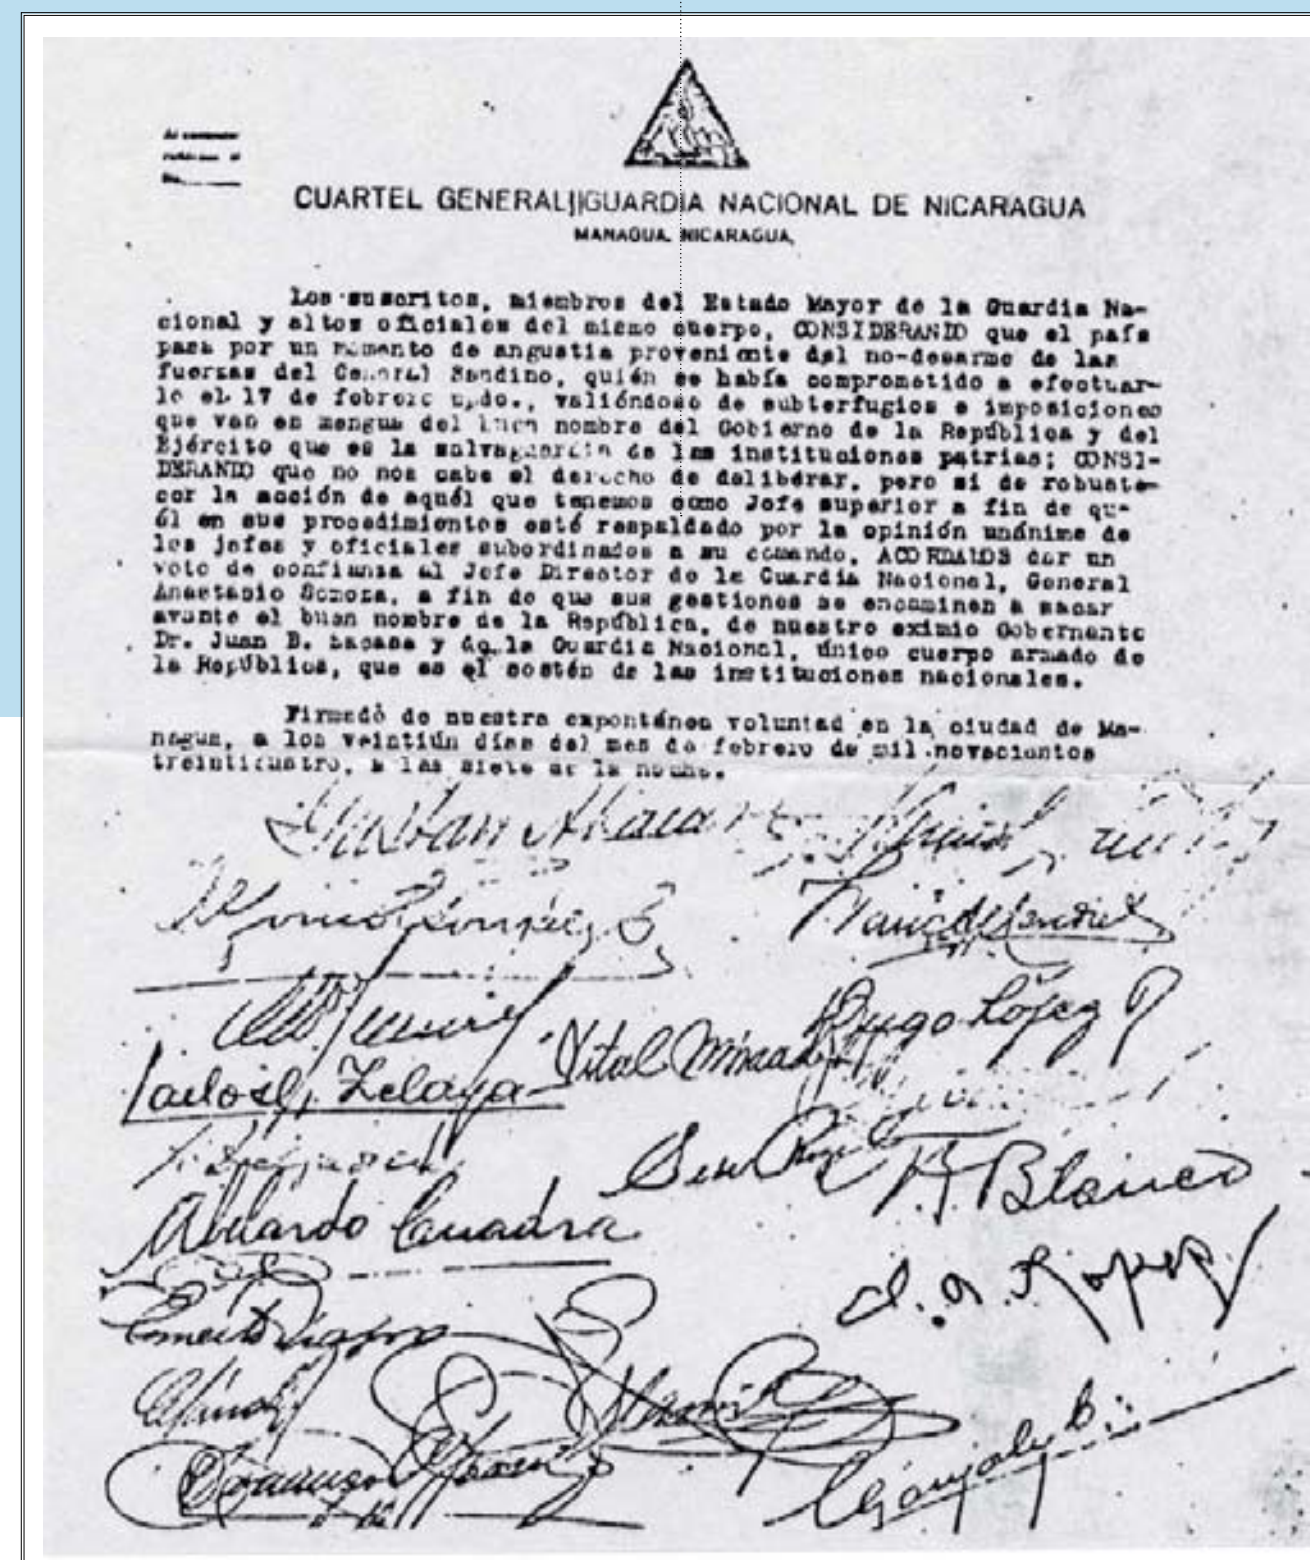 CUARTEL GENERAL||GUARDIA NACIONAL DE NICARAGUA
MANAGUA, NICARAGUA,
Los suscritos, miembros del Estado Mayor de la Guardia Na-
cional y altos oficiales del mismo cuerpo, CONSIDERANDO que el país
pasa por un momento de angustia proveniente del no-desarme de las
fuerzas del General Sandino, quién se había comprometido a efectuar-
lo el 17 de febrero updo., valiéndose de subterfugios e imposiciones
que van en mengua del buen nombre del Gobierno de la República y del
Ejército que es la salvaguardia de las instituciones patrias; CONSI-
DERANDO que no nos cabe el derecho de deliberar, pero si de robuste-
cer la acción de aquél que tenemos como Jefe superior a fin de qu-
él en sus procedimientos esté respaldado por la opinión unánime de
los jefes y oficiales subordinados a su comando, ACORDAMOS dar un
voto de confianza al Jefe Director de la Guardia Nacional, General
Anastasio Somoza, a fin de que sus gestiones se encaminen a sacar
avante el buen nombre de la República, de nuestro eximio Gobernante
Dr. Juan B. Sacasa y de la Guardia Nacional, único cuerpo armado de
la República, que es el sostén de las instituciones nacionales.
Firmado de nuestra expontánea voluntad en la ciudad de Ma-
nagua, a los veintiún días del mes de febrero de mil novecientos
treinticuatro, a las siete de la noche.
Hugo López
Zelaya
Vital
Blanco
Abelardo Cuadra
López